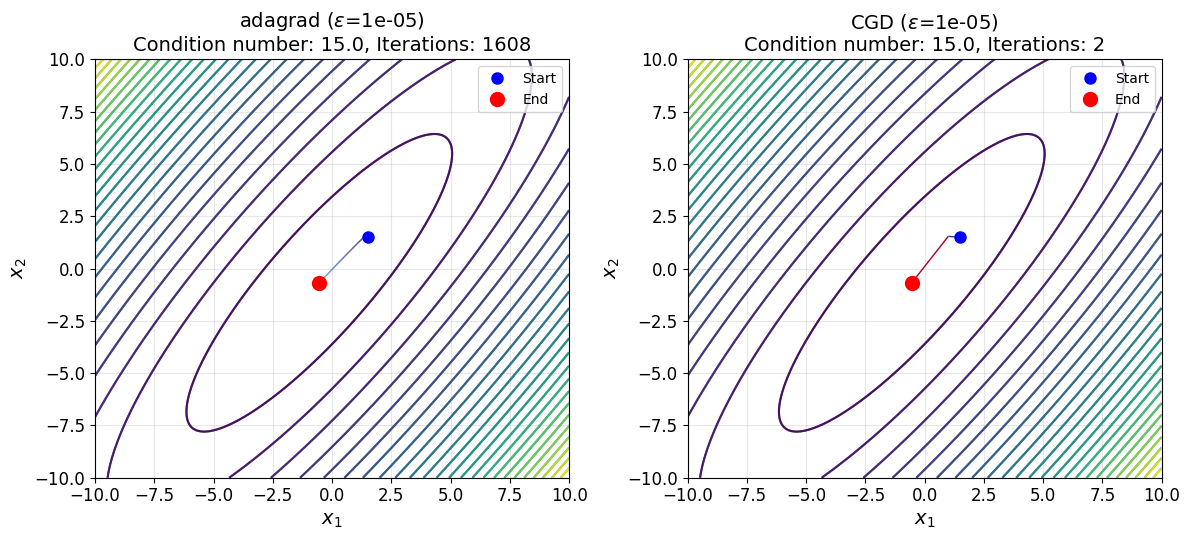 adagrad (ε=1e-05)
Condition number: 15.0, Iterations: 1608
10.0
7.5
5.0
2.5
0.0
−2.5
−5.0
−7.5
−10.0
x₂
Start
End
−10.0 −7.5 −5.0 −2.5 0.0 2.5 5.0 7.5 10.0
x₁
CGD (ε=1e-05)
Condition number: 15.0, Iterations: 2
10.0
7.5
5.0
2.5
0.0
−2.5
−5.0
−7.5
−10.0
x₂
Start
End
−10.0 −7.5 −5.0 −2.5 0.0 2.5 5.0 7.5 10.0
x₁